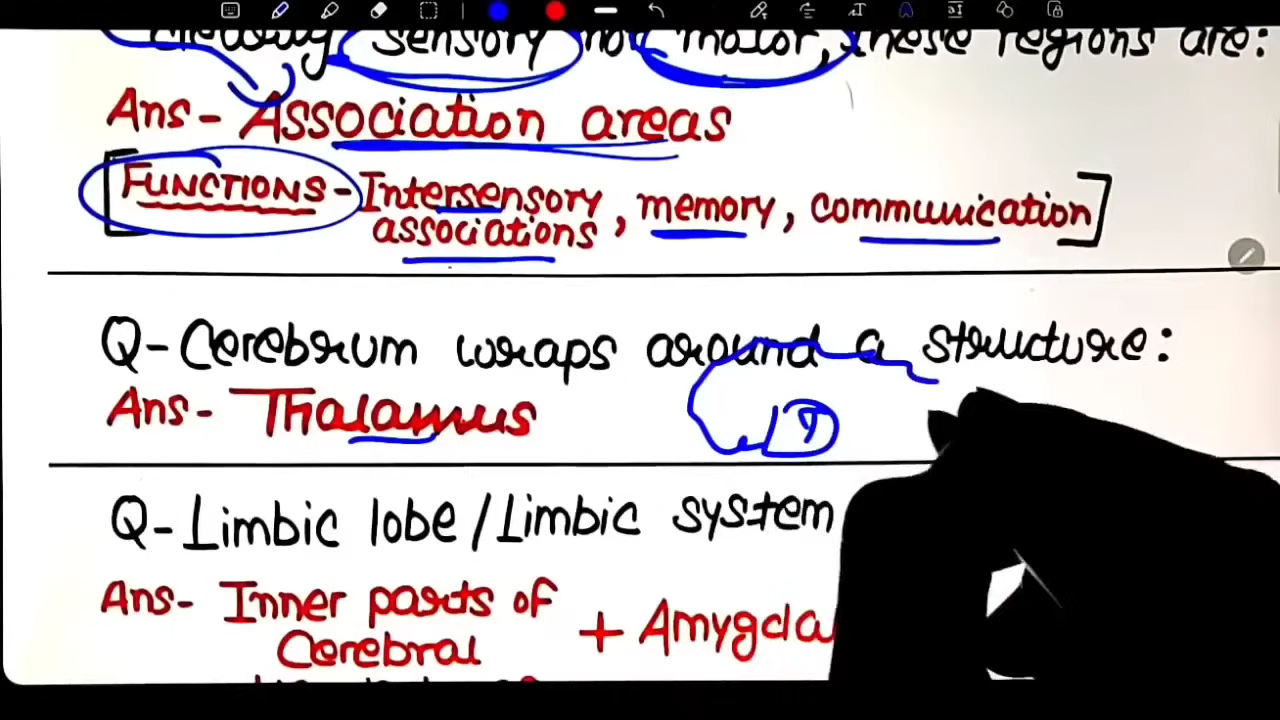 sensory nor motor, these regions are:
Ans- Association areas
[FUNCTIONS - Intersensory associations, memory, communication]
Q- Cerebrum wraps around a structure:
Ans- Thalamus
T
Q- Limbic lobe / Limbic system
Ans- Inner parts of
Cerebral + Amygda